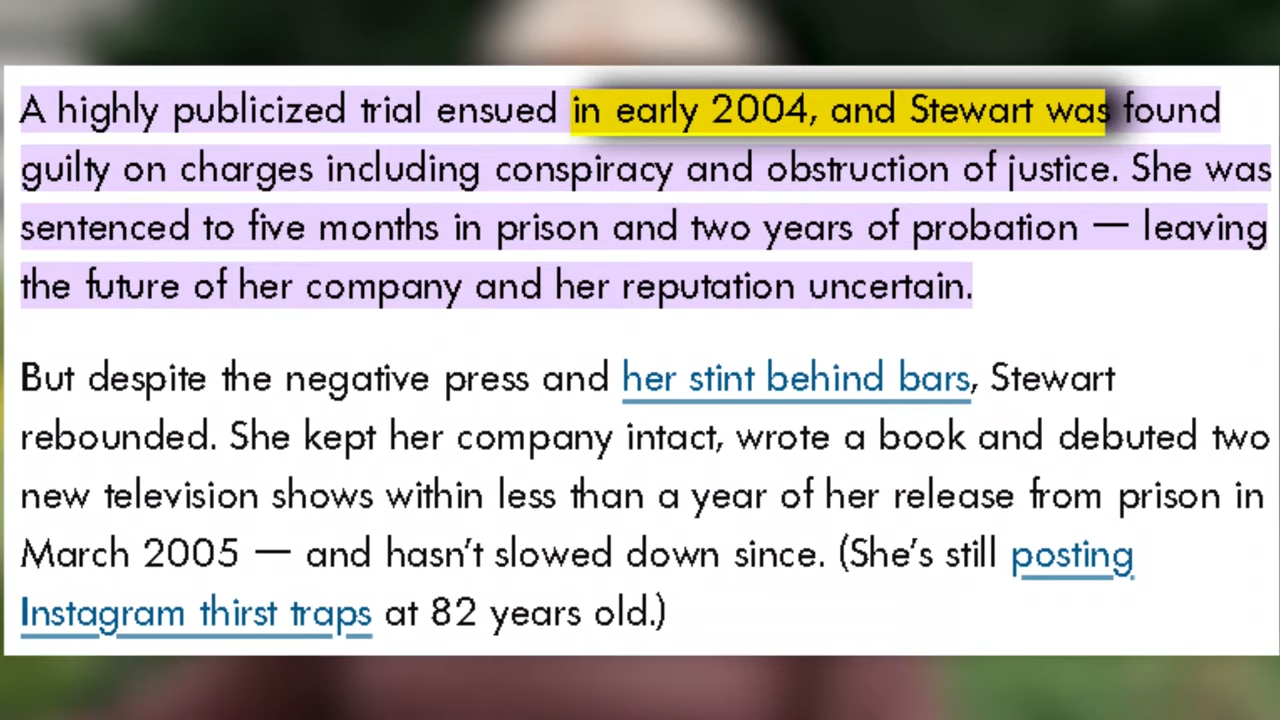 A highly publicized trial ensued in early 2004, and Stewart was found
guilty on charges including conspiracy and obstruction of justice. She was
sentenced to five months in prison and two years of probation — leaving
the future of her company and her reputation uncertain.
But despite the negative press and her stint behind bars, Stewart
rebounded. She kept her company intact, wrote a book and debuted two
new television shows within less than a year of her release from prison in
March 2005 — and hasn't slowed down since. (She's still posting
Instagram thirst traps at 82 years old.)